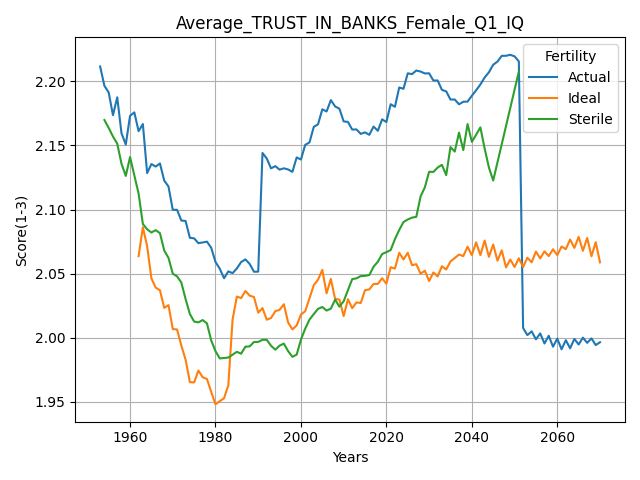 Average_TRUST_IN_BANKS_Female_Q1_IQ
Score(1-3)
2.20
2.15
2.10
2.05
2.00
1.95
1960 1980 2000 2020 2040 2060
Years
Fertility
Actual
Ideal
Sterile